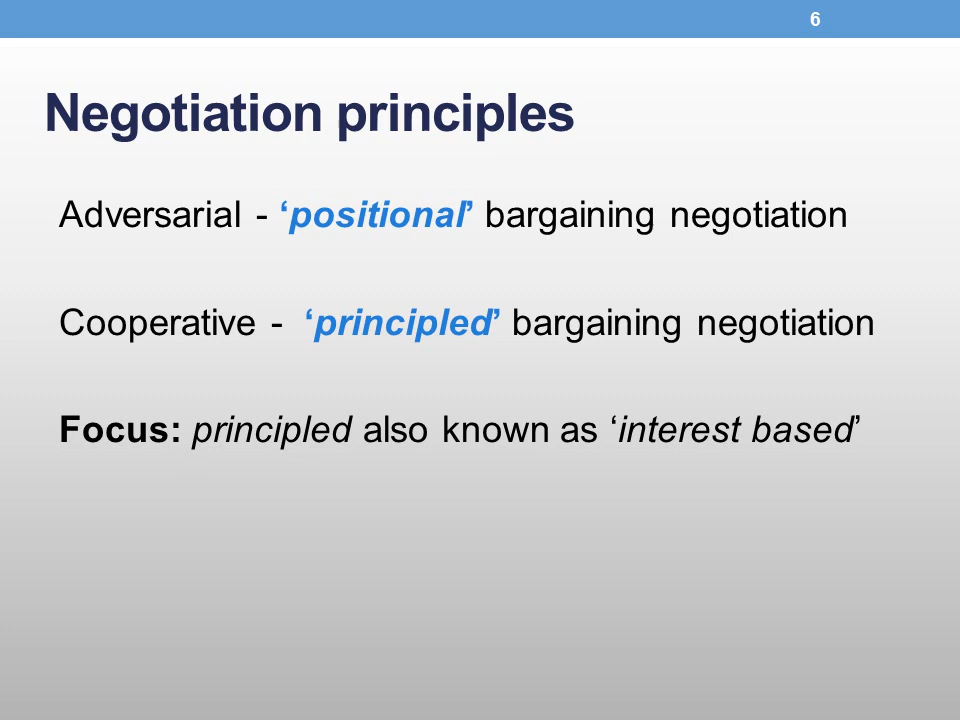 6
Negotiation principles
Adversarial - ‘positional’ bargaining negotiation
Cooperative -  ‘principled’ bargaining negotiation
Focus: principled also known as ‘interest based’